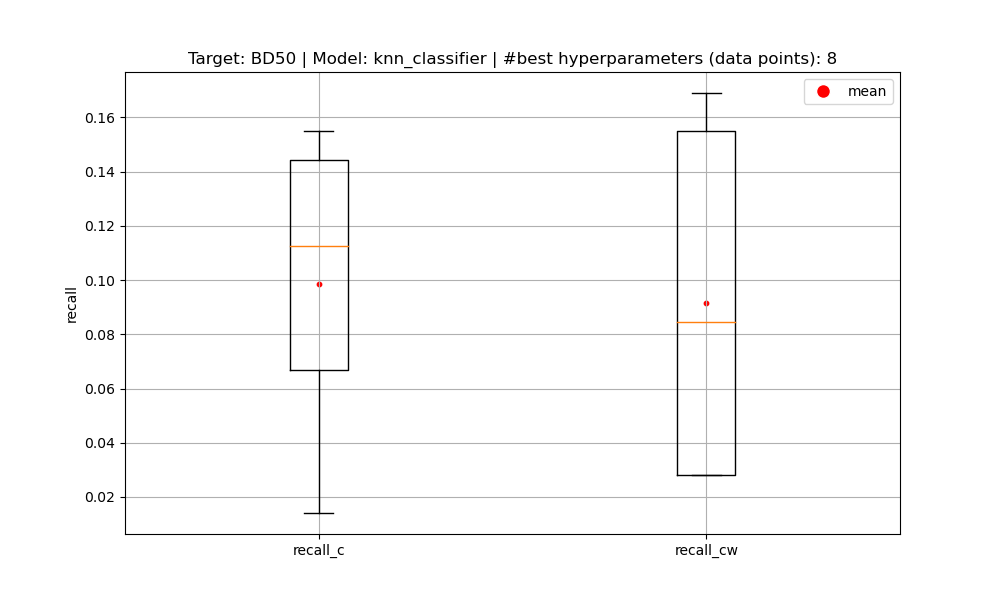 Target: BD50 | Model: knn_classifier | #best hyperparameters (data points): 8
mean
0.16
0.14
0.12
0.10
0.08
0.06
0.04
0.02
recall
recall_c
recall_cw